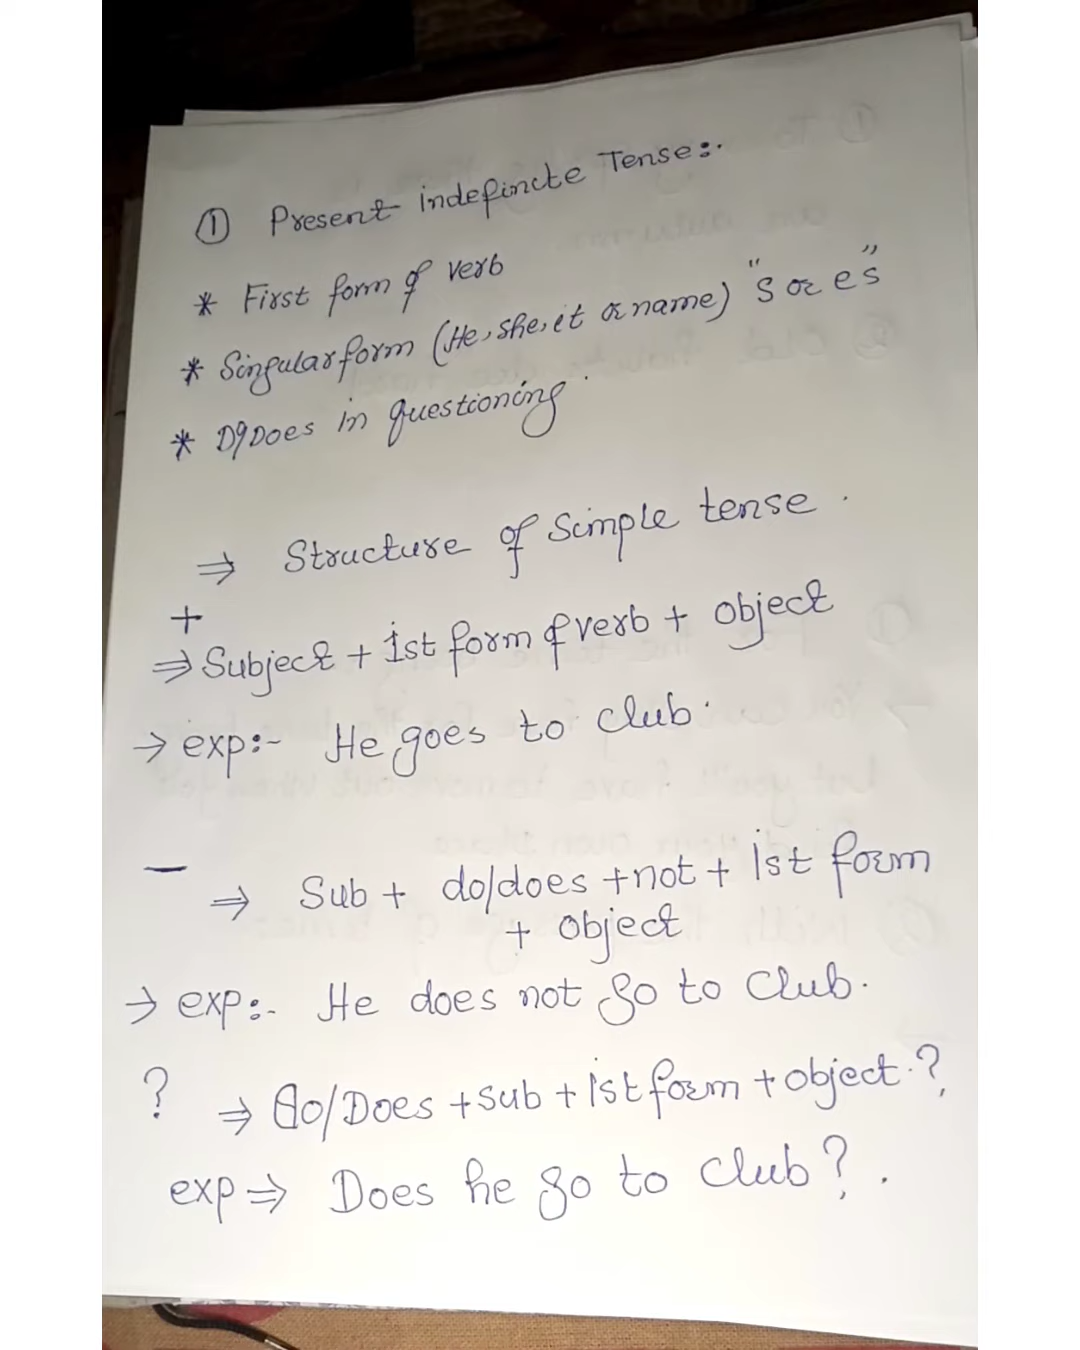 ① Present indefincte Tense:-
* First form of verb
* Singular form (He, she, it or name) "s or es"
* Do/Does in questioning.
⇒ Structure of Simple tense.
+
⇒ Subject + 1st form of verb + object
→ exp:- He goes to club.
—
⇒ Sub + do/does + not + 1st form
+ object
→ exp:- He does not go to Club.
? ⇒ Do/Does + sub + 1st form + object.?
exp ⇒ Does he go to club?.